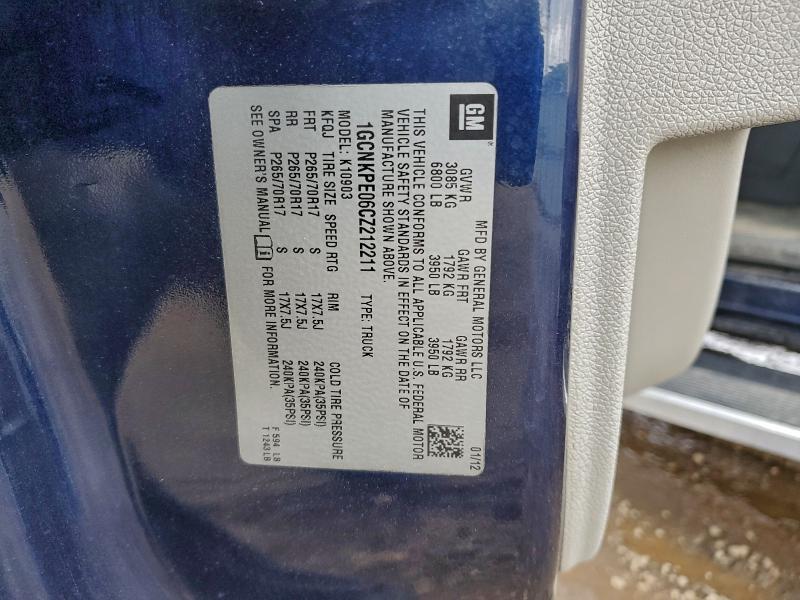 GM
MFD BY GENERAL MOTORS LLC 01/12
GVWR GAWR FRT GAWR RR
3085 KG 1792 KG 1792 KG
6800 LB 3950 LB 3950 LB
THIS VEHICLE CONFORMS TO ALL APPLICABLE U.S. FEDERAL MOTOR
VEHICLE SAFETY STANDARDS IN EFFECT ON THE DATE OF
MANUFACTURE SHOWN ABOVE.
1GCNKPE06CZ212211 TYPE: TRUCK
MODEL: K10903
KFQJ TIRE SIZE SPEED RTG RIM COLD TIRE PRESSURE
FRT P265/70R17 S 17X7.5J 240KPA(35PSI)
RR P265/70R17 S 17X7.5J 240KPA(35PSI)
SPA P265/70R17 S 17X7.5J 240KPA(35PSI)
SEE OWNER'S MANUAL FOR MORE INFORMATION.
F 594 LB
T 1243 LB